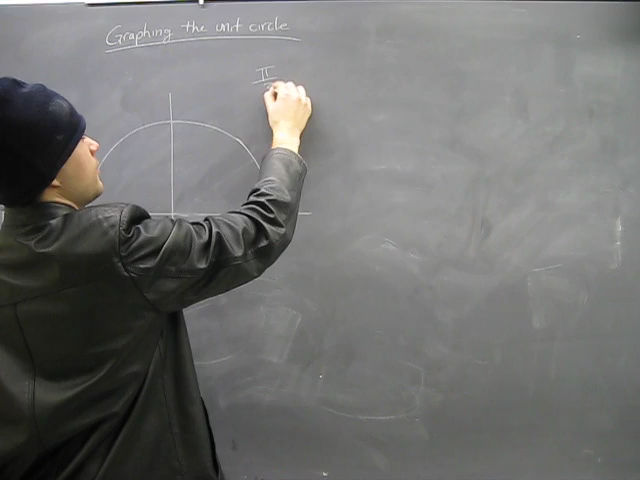 Graphing the unit circle
π